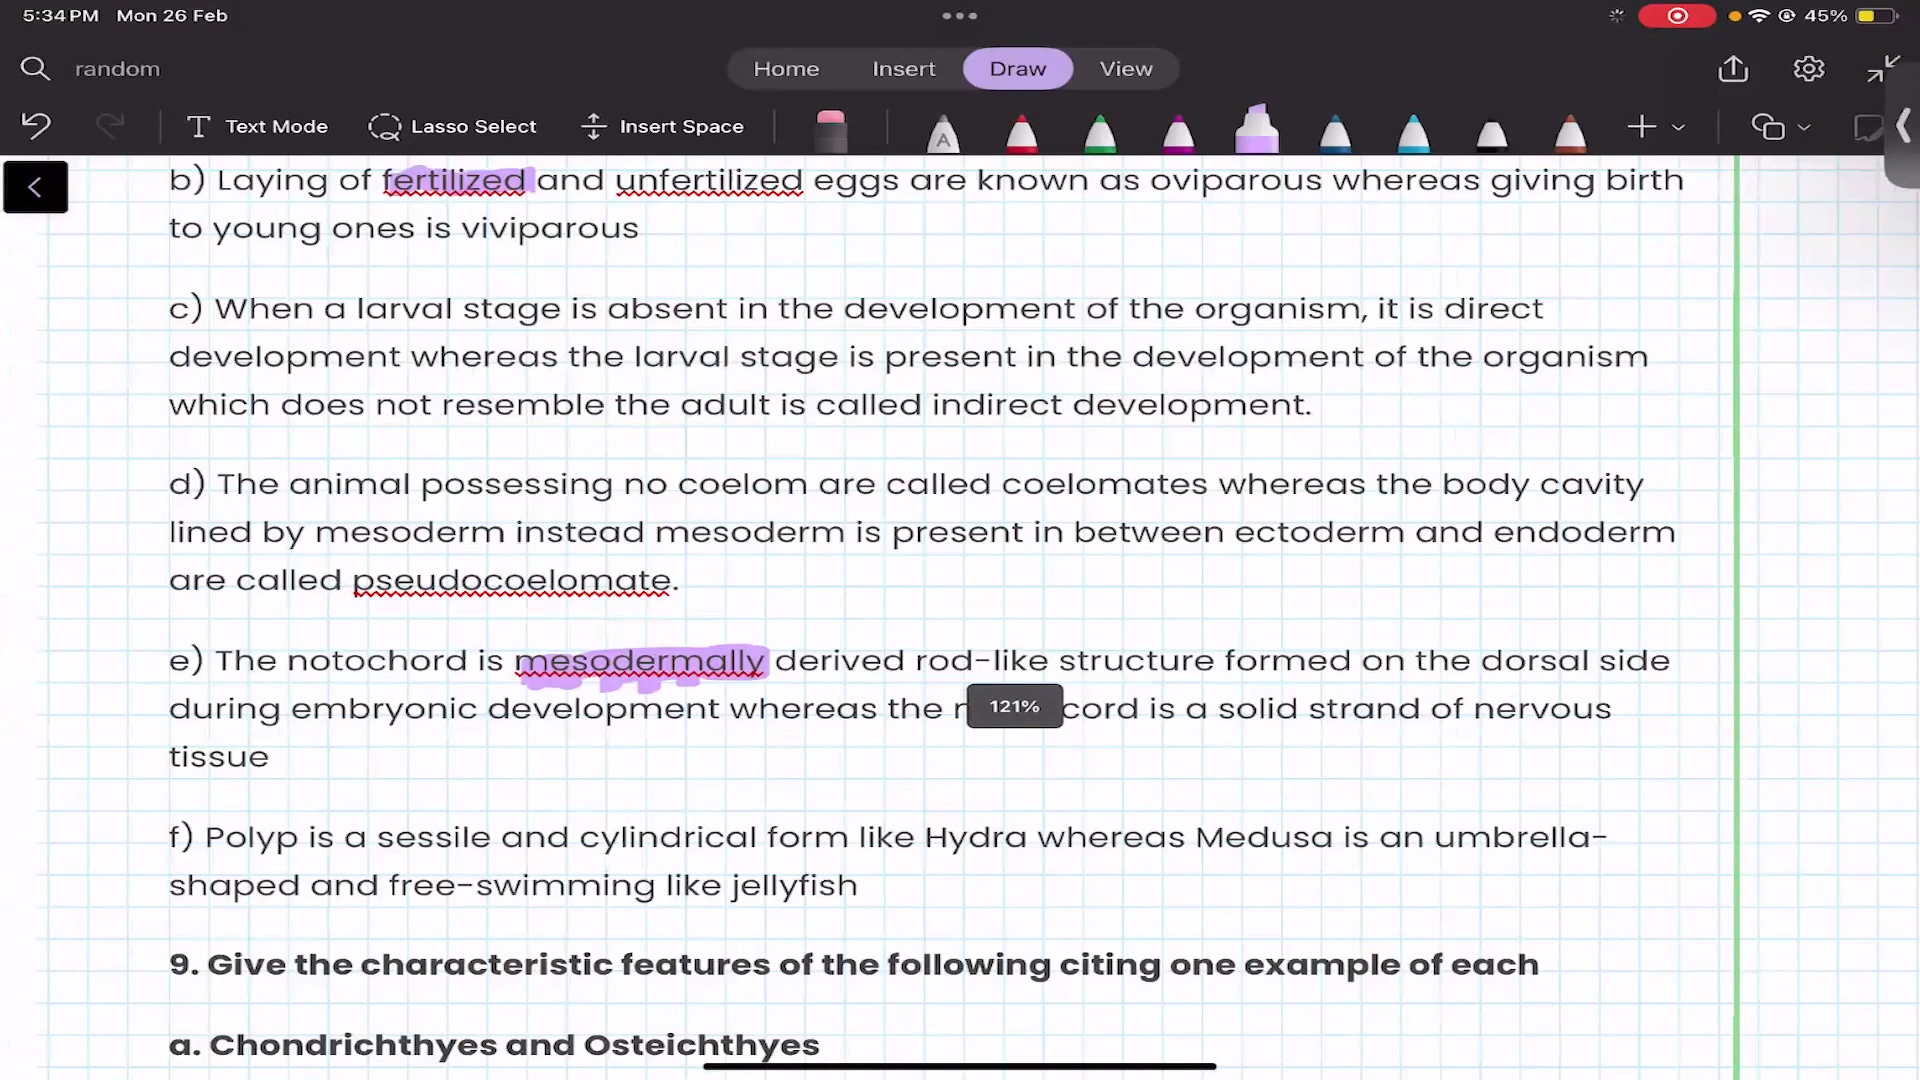 5:34 PM Mon 26 Feb
45%
random
Home Insert Draw View
Text Mode Lasso Select Insert Space
A
b) Laying of fertilized and unfertilized eggs are known as oviparous whereas giving birth
to young ones is viviparous
c) When a larval stage is absent in the development of the organism, it is direct
development whereas the larval stage is present in the development of the organism
which does not resemble the adult is called indirect development.
d) The animal possessing no coelom are called coelomates whereas the body cavity
lined by mesoderm instead mesoderm is present in between ectoderm and endoderm
are called pseudocoelomate.
e) The notochord is mesodermally derived rod-like structure formed on the dorsal side
during embryonic development whereas the 121% cord is a solid strand of nervous
tissue
f) Polyp is a sessile and cylindrical form like Hydra whereas Medusa is an umbrella-
shaped and free-swimming like jellyfish
9. Give the characteristic features of the following citing one example of each
a. Chondrichthyes and Osteichthyes